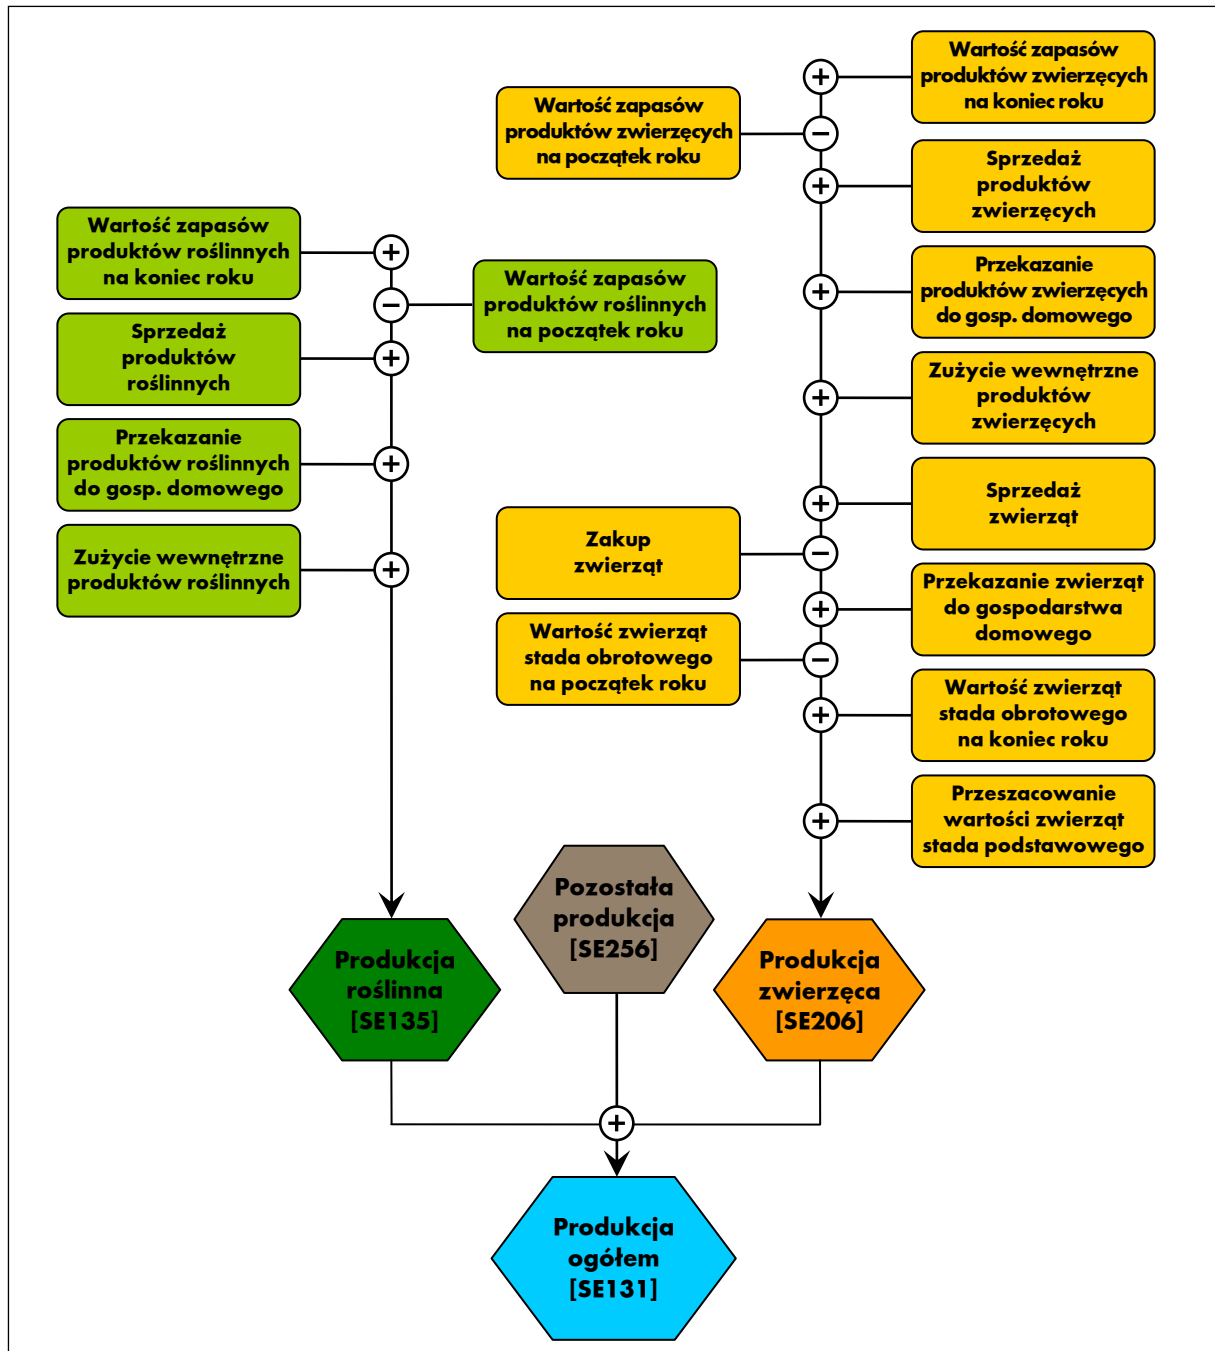 Wartość zapasów
produktów zwierzęcych
na koniec roku
+
Wartość zapasów
produktów zwierzęcych
na początek roku
−
Sprzedaż
produktów
zwierzęcych
+
Wartość zapasów
produktów roślinnych
na koniec roku
+
Wartość zapasów
produktów roślinnych
na początek roku
−
Przekazanie
produktów zwierzęcych
do gosp. domowego
+
Sprzedaż
produktów
roślinnych
+
Zużycie wewnętrzne
produktów
zwierzęcych
+
Przekazanie
produktów roślinnych
do gosp. domowego
+
Sprzedaż
zwierząt
+
Zużycie wewnętrzne
produktów roślinnych
+
Zakup
zwierząt
−
Przekazanie zwierząt
do gospodarstwa
domowego
+
Wartość zwierząt
stada obrotowego
na początek roku
−
Wartość zwierząt
stada obrotowego
na koniec roku
+
Przeszacowanie
wartości zwierząt
stada podstawowego
+
Pozostała
produkcja
[SE256]
Produkcja
roślinna
[SE135]
Produkcja
zwierzęca
[SE206]
+
Produkcja
ogółem
[SE131]